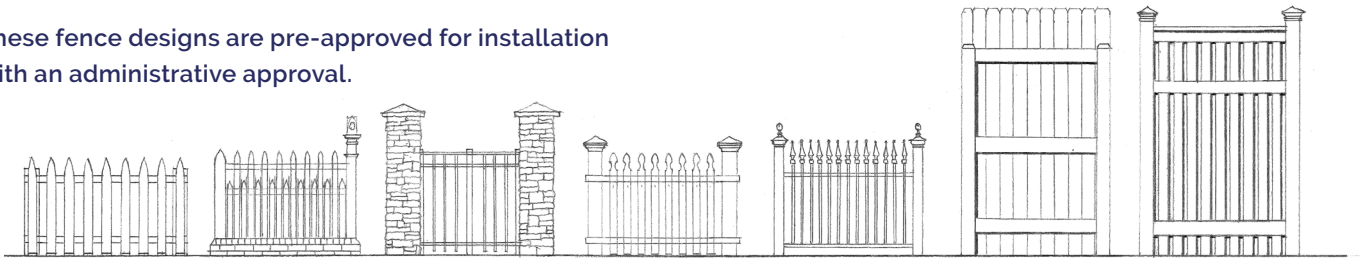 hese fence designs are pre-approved for installation
ith an administrative approval.